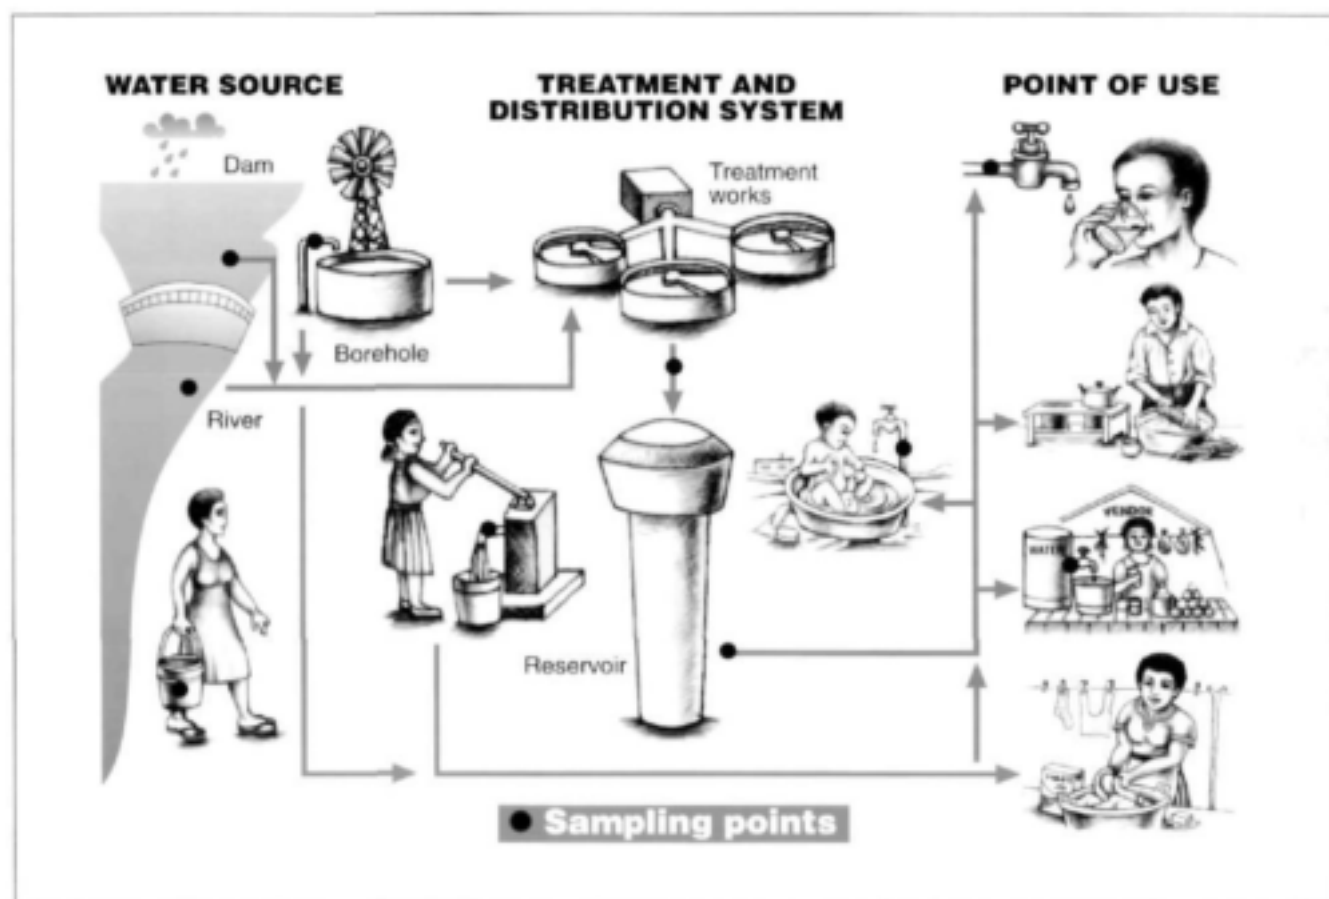 WATER SOURCE
TREATMENT AND
DISTRIBUTION SYSTEM
POINT OF USE
Dam
Treatment
works
Borehole
River
VENDOR
WATER
Reservoir
Sampling points